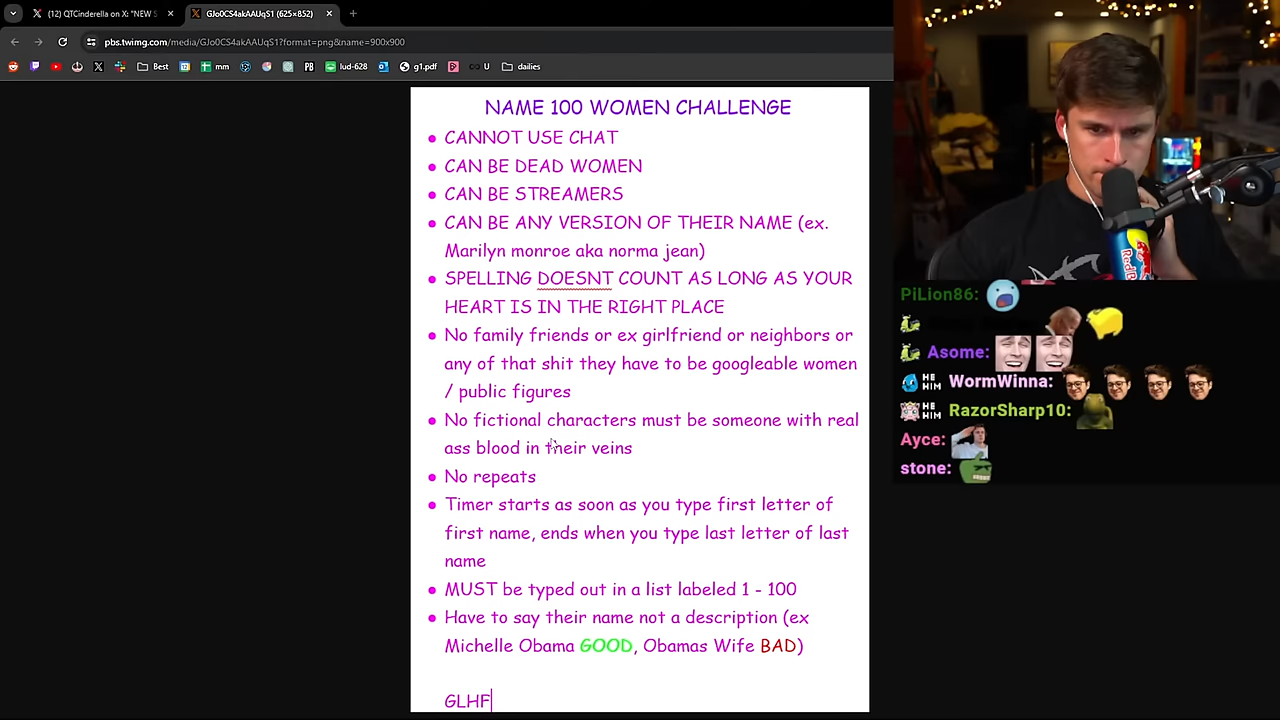 (12) QTCinderella on X: "NEW S
GJo0CS4akAAUqS1 (625×852)
pbs.twimg.com/media/GJo0CS4akAAUqS1?format=png&name=900x900
Best
mm
PB
lud-628
g1.pdf
U
dailies
NAME 100 WOMEN CHALLENGE
CANNOT USE CHAT
CAN BE DEAD WOMEN
CAN BE STREAMERS
CAN BE ANY VERSION OF THEIR NAME (ex.
Marilyn monroe aka norma jean)
SPELLING DOESNT COUNT AS LONG AS YOUR
HEART IS IN THE RIGHT PLACE
No family friends or ex girlfriend or neighbors or
any of that shit they have to be googleable women
/ public figures
No fictional characters must be someone with real
ass blood in their veins
No repeats
Timer starts as soon as you type first letter of
first name, ends when you type last letter of last
name
MUST be typed out in a list labeled 1 - 100
Have to say their name not a description (ex
Michelle Obama GOOD, Obamas Wife BAD)
GLHF
PiLion86:
Asome:
HE HIM WormWinna:
HE HIM RazorSharp10:
Ayce:
stone:
Red Bull